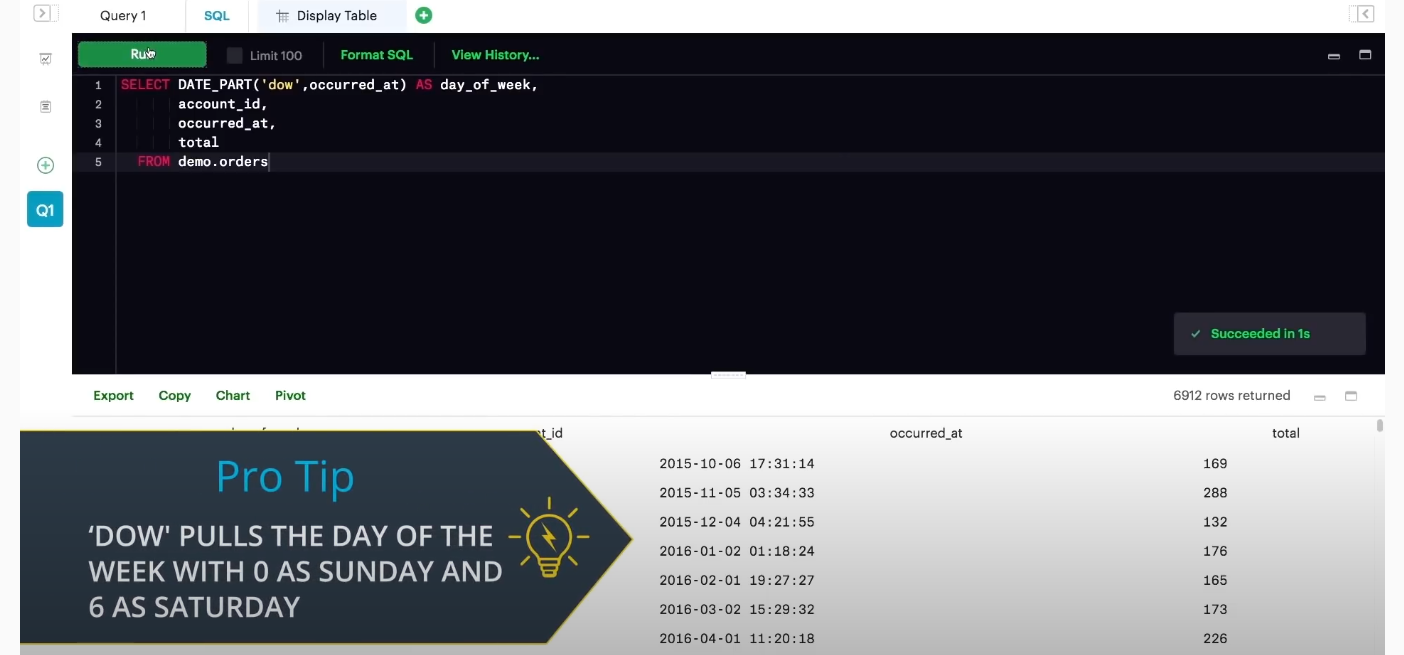 Query 1 SQL Display Table
Limit 100 Format SQL View History...
1 SELECT DATE_PART('dow',occurred_at) AS day_of_week,
2 account_id,
3 occurred_at,
4 total
5 FROM demo.orders
Q1
Succeeded in 1s
Export Copy Chart Pivot 6912 rows returned
occurred_at total
Pro Tip
‘DOW' PULLS THE DAY OF THE
WEEK WITH 0 AS SUNDAY AND
6 AS SATURDAY
2015-10-06 17:31:14 169
2015-11-05 03:34:33 288
2015-12-04 04:21:55 132
2016-01-02 01:18:24 176
2016-02-01 19:27:27 165
2016-03-02 15:29:32 173
2016-04-01 11:20:18 226